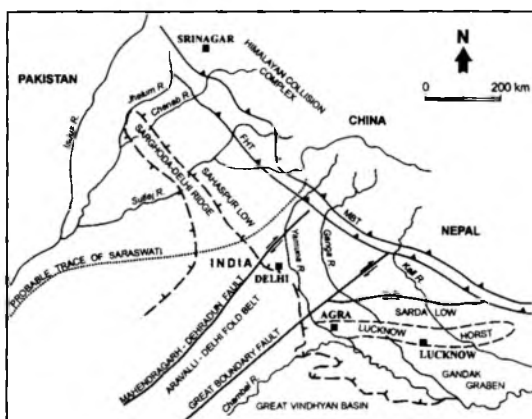 SRINAGAR
N
PAKISTAN
HIMALAYAN COLLISION
COMPLEX
0 200 km
Jhelum R.
Chenab R.
CHINA
Indus R.
SARGHODA-DELHI RIDGE
FHT
SAHASPUR LOW
Sutlej R.
MBT
NEPAL
PROBABLE TRACE OF SARASWATI
INDIA
DELHI
Yamuna R.
Ganga R.
Kali R.
SARDA LOW
AGRA
LUCKNOW
HORST
LUCKNOW
MAHENDRAGARH - DEHRADUN FAULT
ARAVALLI - DELHI FOLD BELT
GREAT BOUNDARY FAULT
Chambal R.
GANDAK
GRABEN
GREAT VINDHYAN BASIN